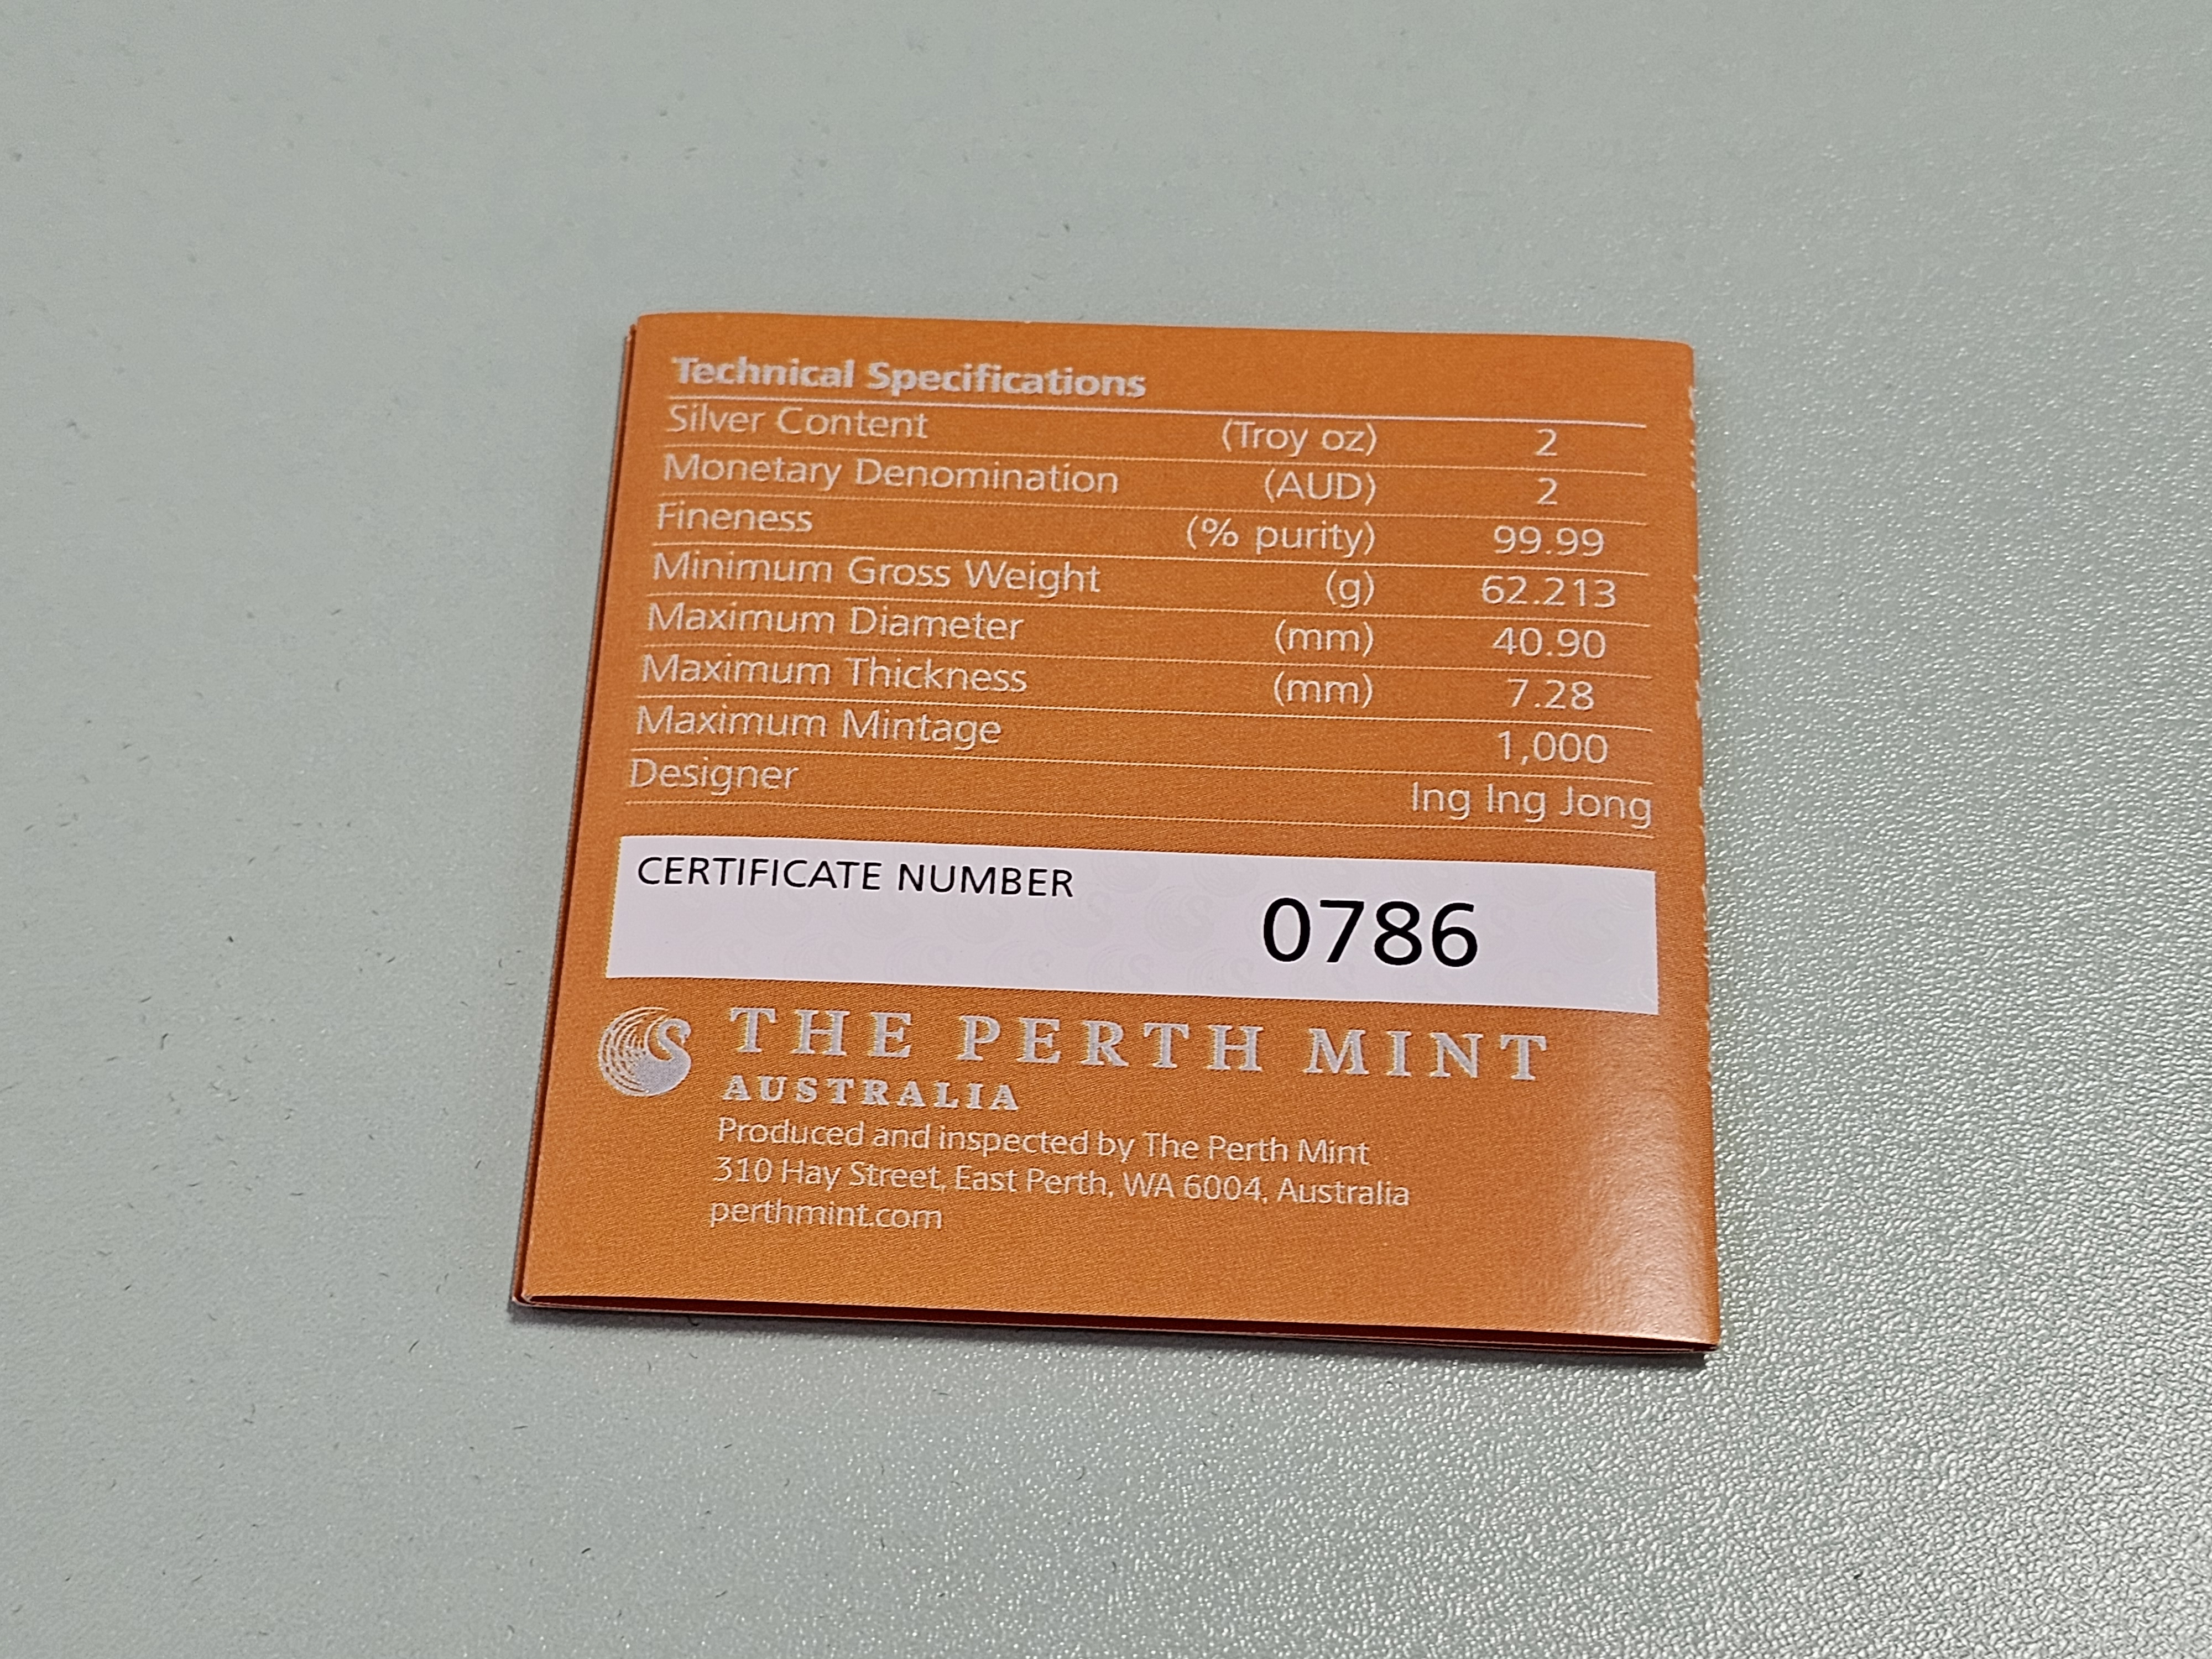 Technical Specifications
Silver Content (Troy oz) 2
Monetary Denomination (AUD) 2
Fineness (% purity) 99.99
Minimum Gross Weight (g) 62.213
Maximum Diameter (mm) 40.90
Maximum Thickness (mm) 7.28
Maximum Mintage 1,000
Designer Ing Ing Jong
CERTIFICATE NUMBER
0786
THE PERTH MINT
AUSTRALIA
Produced and inspected by The Perth Mint
310 Hay Street, East Perth, WA 6004, Australia
perthmint.com